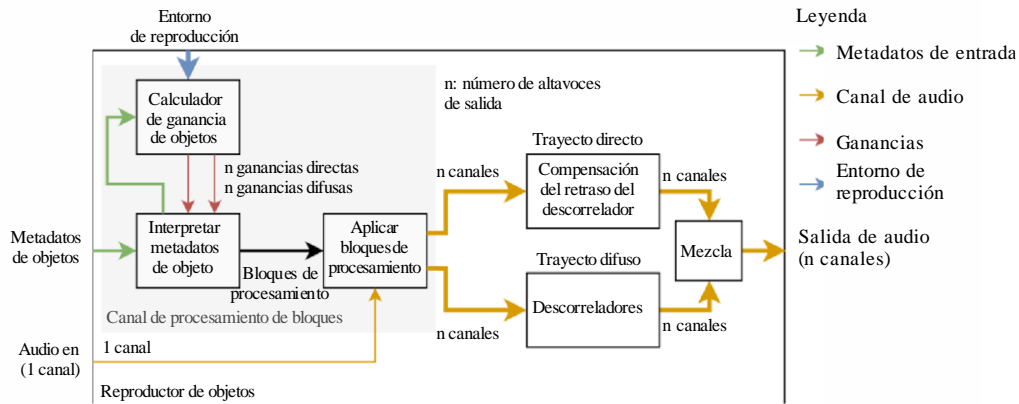 Entorno
de reproducción
Leyenda
Metadatos de entrada
Canal de audio
Ganancias
Entorno de
reproducción
n: número de altavoces
de salida
Calculador
de ganancia
de objetos
n ganancias directas
n ganancias difusas
Trayecto directo
n canales
Compensación
del retraso del
descorrelador
n canales
Metadatos
de objetos
Interpretar
metadatos
de objeto
Bloques de
procesamiento
Aplicar
bloques de
procesamiento
Mezcla
Salida de audio
(n canales)
Trayecto difuso
Descorreladores
n canales
n canales
Canal de procesamiento de bloques
Audio en
(1 canal)
1 canal
Reproductor de objetos